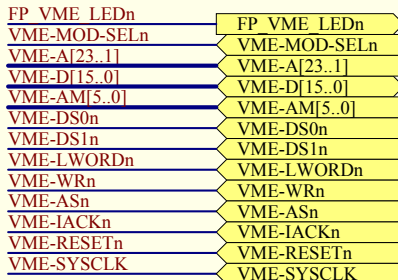 FP_VME_LEDn FP_VME_LEDn
VME-MOD-SELn VME-MOD-SELn
VME-A[23..1] VME-A[23..1]
VME-D[15..0] VME-D[15..0]
VME-AM[5..0] VME-AM[5..0]
VME-DS0n VME-DS0n
VME-DS1n VME-DS1n
VME-LWORDn VME-LWORDn
VME-WRn VME-WRn
VME-ASn VME-ASn
VME-IACKn VME-IACKn
VME-RESETn VME-RESETn
VME-SYSCLK VME-SYSCLK